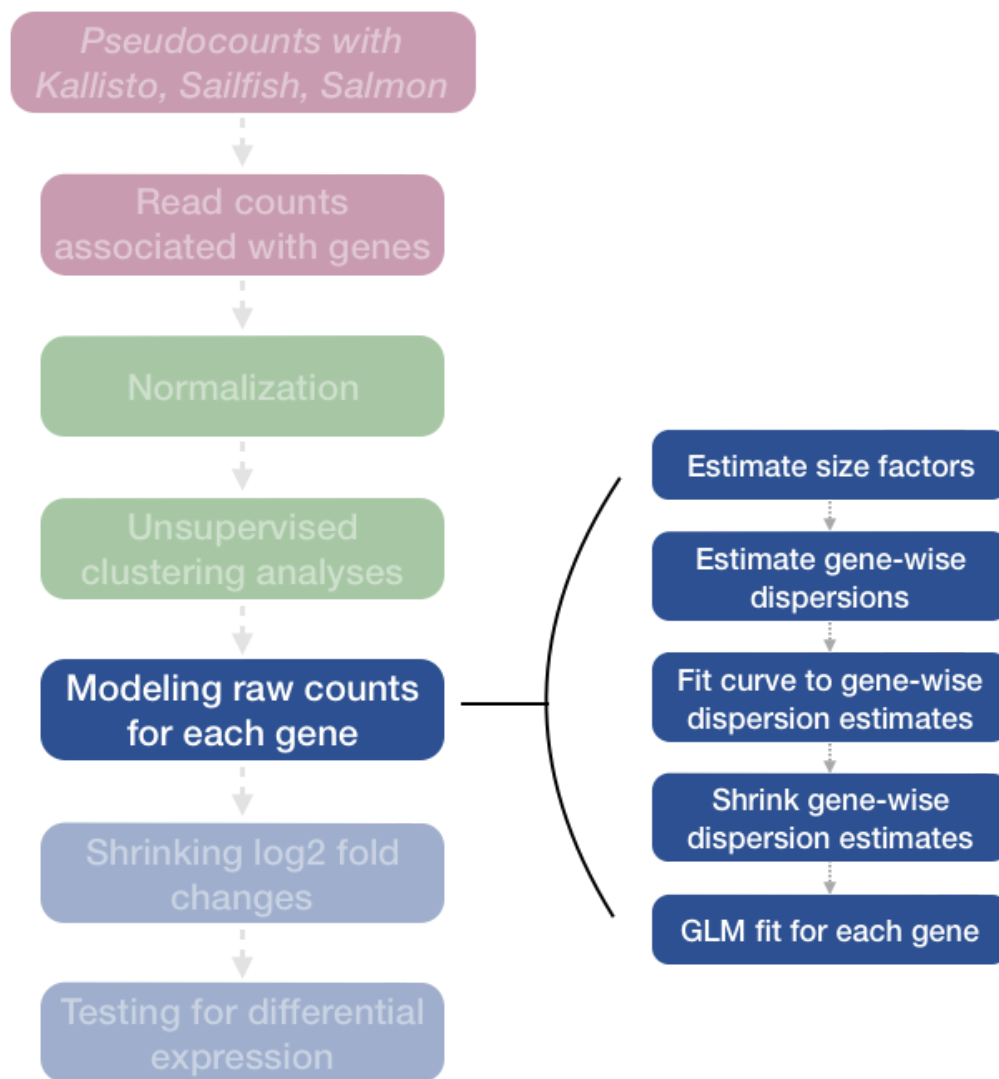 Pseudocounts with
Kallisto, Sailfish, Salmon
Read counts
associated with genes
Normalization
Unsupervised
clustering analyses
Modeling raw counts
for each gene
Shrinking log2 fold
changes
Testing for differential
expression
Estimate size factors
Estimate gene-wise
dispersions
Fit curve to gene-wise
dispersion estimates
Shrink gene-wise
dispersion estimates
GLM fit for each gene